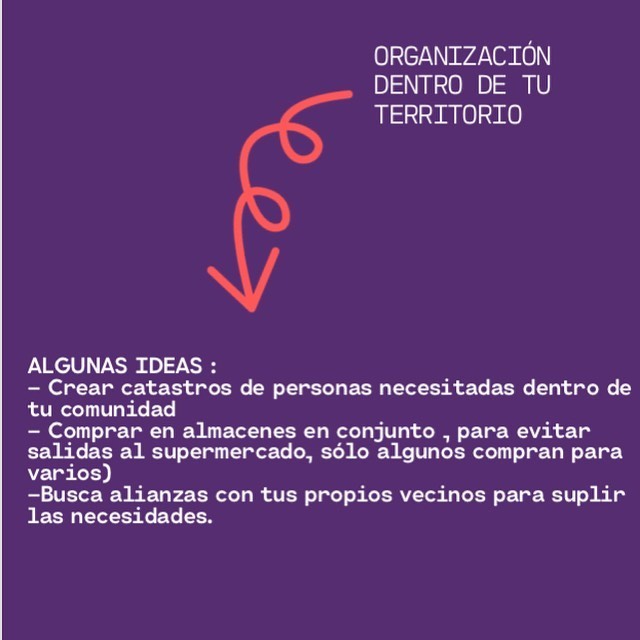 ORGANIZACIÓN
DENTRO DE TU
TERRITORIO
ALGUNAS IDEAS :
– Crear catastros de personas necesitadas dentro de
tu comunidad
– Comprar en almacenes en conjunto , para evitar
salidas al supermercado, sólo algunos compran para
varios)
–Busca alianzas con tus propios vecinos para suplir
las necesidades.